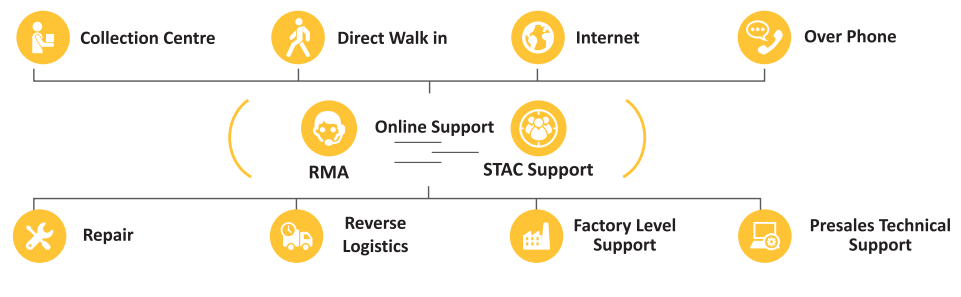 Collection Centre
Direct Walk in
Internet
Over Phone
Online Support
RMA
STAC Support
Repair
Reverse
Logistics
Factory Level
Support
Presales Technical
Support